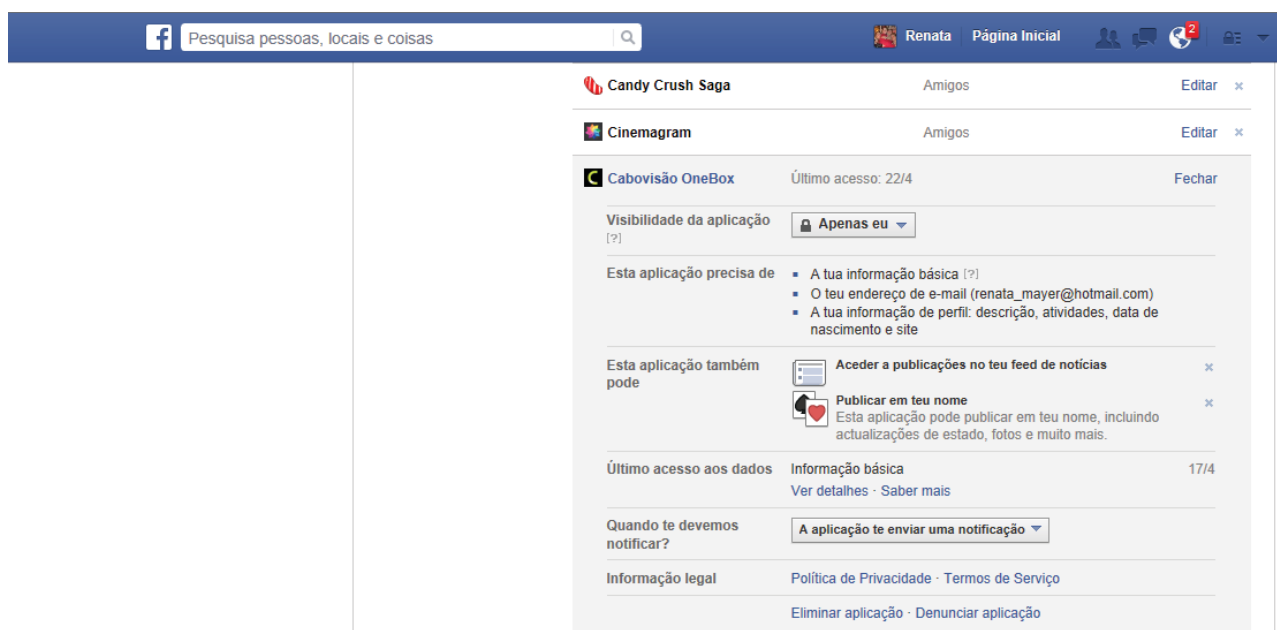 Pesquisa pessoas, locais e coisas
Renata Página Inicial 2
Candy Crush Saga Amigos Editar ×
Cinemagram Amigos Editar ×
Cabovisão OneBox Último acesso: 22/4 Fechar
Visibilidade da aplicação
[?]
Apenas eu
Esta aplicação precisa de
A tua informação básica [?]
O teu endereço de e-mail (renata_mayer@hotmail.com)
A tua informação de perfil: descrição, atividades, data de
nascimento e site
Esta aplicação também
pode
Aceder a publicações no teu feed de notícias ×
Publicar em teu nome ×
Esta aplicação pode publicar em teu nome, incluindo
actualizações de estado, fotos e muito mais.
Último acesso aos dados Informação básica 17/4
Ver detalhes · Saber mais
Quando te devemos
notificar?
A aplicação te enviar uma notificação
Informação legal Política de Privacidade · Termos de Serviço
Eliminar aplicação · Denunciar aplicação